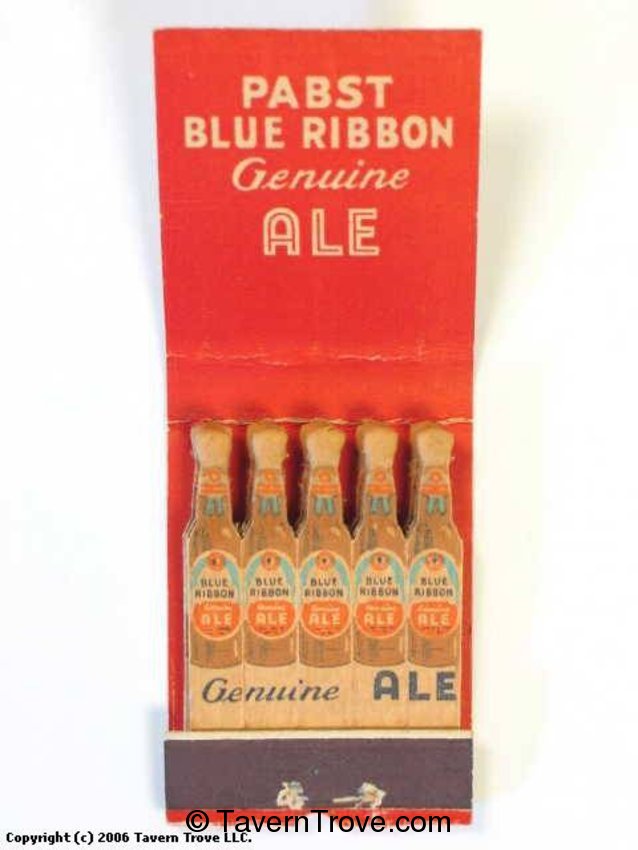 PABST
BLUE RIBBON
Genuine
ALE
BLUE RIBBON ALE
BLUE RIBBON ALE
BLUE RIBBON Genuine ALE
BLUE RIBBON ALE
BLUE RIBBON ALE
Genuine ALE
© TavernTrove.com
Copyright (c) 2006 Tavern Trove LLC.